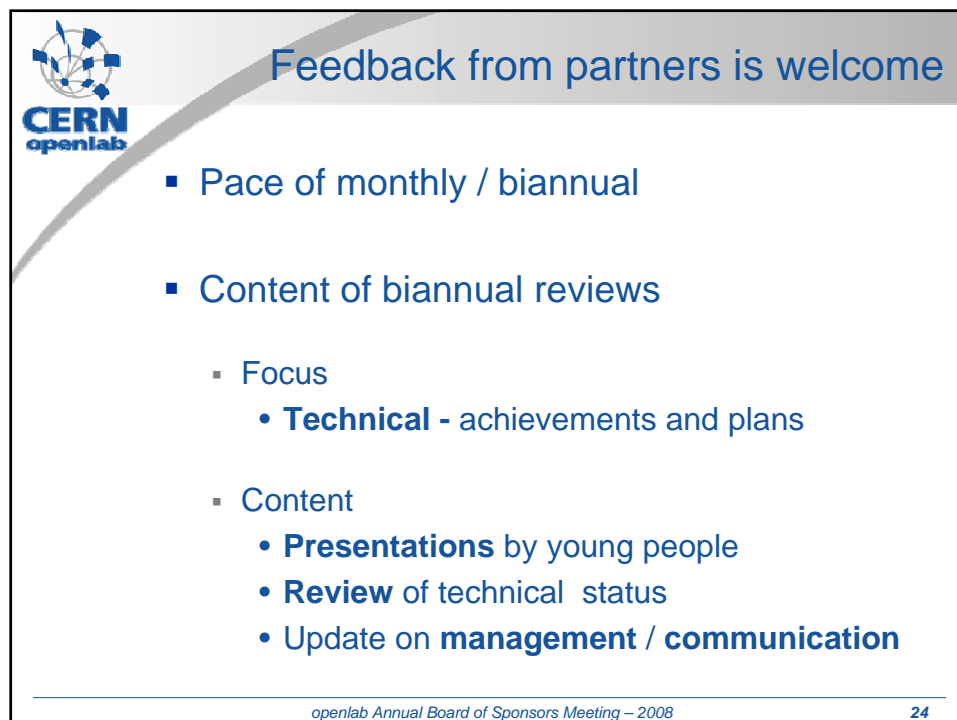 Feedback from partners is welcome
CERN
openlab
▪ Pace of monthly / biannual
▪ Content of biannual reviews
▪ Focus
• Technical - achievements and plans
▪ Content
• Presentations by young people
• Review of technical status
• Update on management / communication
openlab Annual Board of Sponsors Meeting – 2008 24